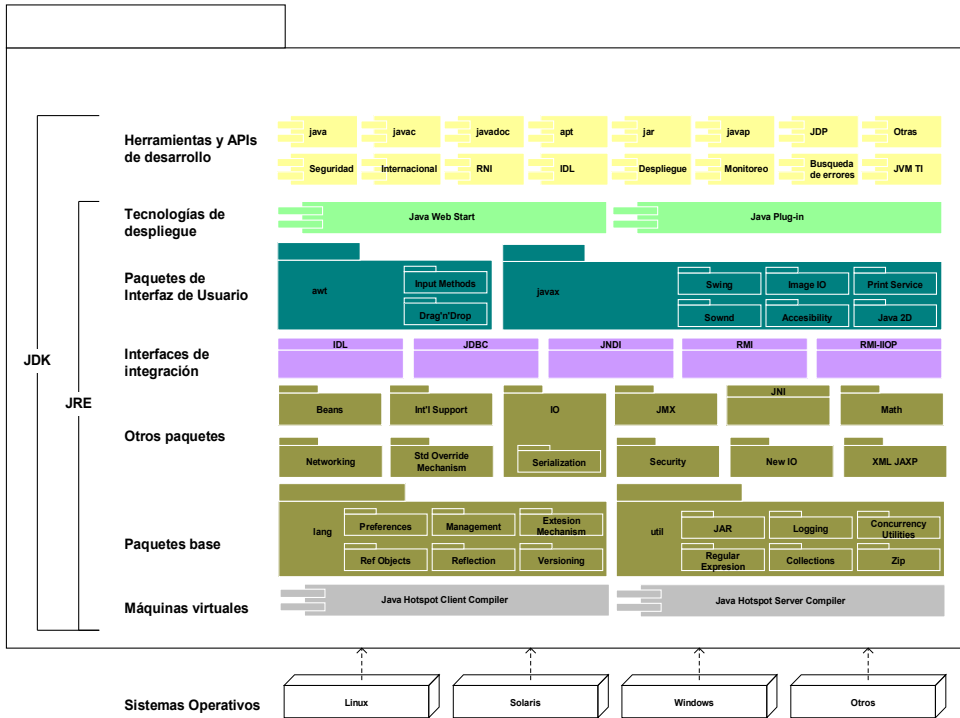 Herramientas y APIs
de desarrollo
java
javac
javadoc
apt
jar
javap
JDP
Otras
Seguridad
Internacional
RNI
IDL
Despliegue
Monitoreo
Busqueda
de errores
JVM TI
Tecnologías de
despliegue
Java Web Start
Java Plug-in
Paquetes de
Interfaz de Usuario
awt
Input Methods
Drag'n'Drop
javax
Swing
Image IO
Print Service
Sownd
Accesibility
Java 2D
JDK
JRE
Interfaces de
integración
IDL
JDBC
JNDI
RMI
RMI-IIOP
Otros paquetes
Beans
Int'l Support
IO
JMX
JNI
Math
Networking
Std Override
Mechanism
Serialization
Security
New IO
XML JAXP
Paquetes base
lang
Preferences
Management
Extesion
Mechanism
Ref Objects
Reflection
Versioning
util
JAR
Logging
Concurrency
Utilities
Regular
Expresion
Collections
Zip
Máquinas virtuales
Java Hotspot Client Compiler
Java Hotspot Server Compiler
Sistemas Operativos
Linux
Solaris
Windows
Otros